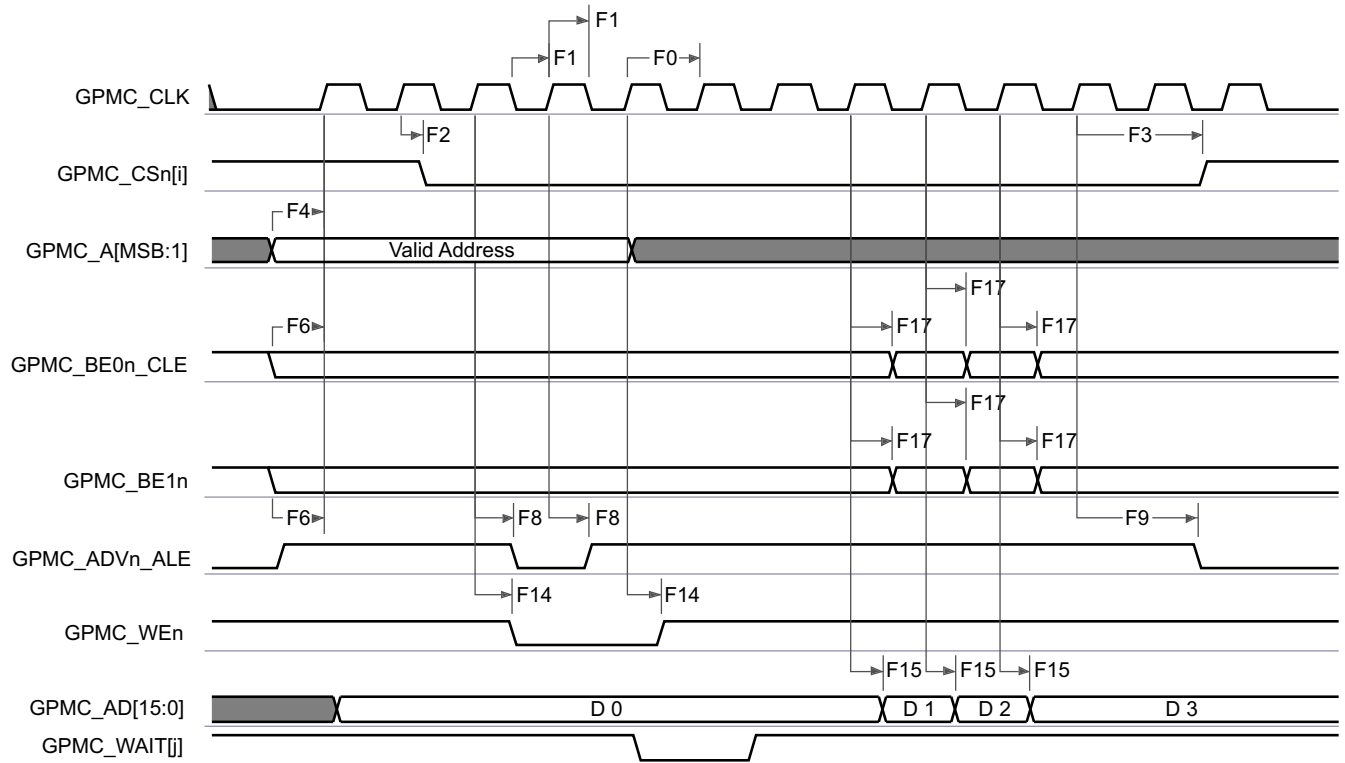 F1
F1
F0
GPMC_CLK
F2
F3
GPMC_CSn[i]
F4
GPMC_A[MSB:1]
Valid Address
F17
F6
F17
F17
GPMC_BE0n_CLE
F17
F17
F17
GPMC_BE1n
F6
F8
F8
F9
GPMC_ADVn_ALE
F14
F14
GPMC_WEn
F15
F15
F15
GPMC_AD[15:0]
D 0
D 1
D 2
D 3
GPMC_WAIT[j]